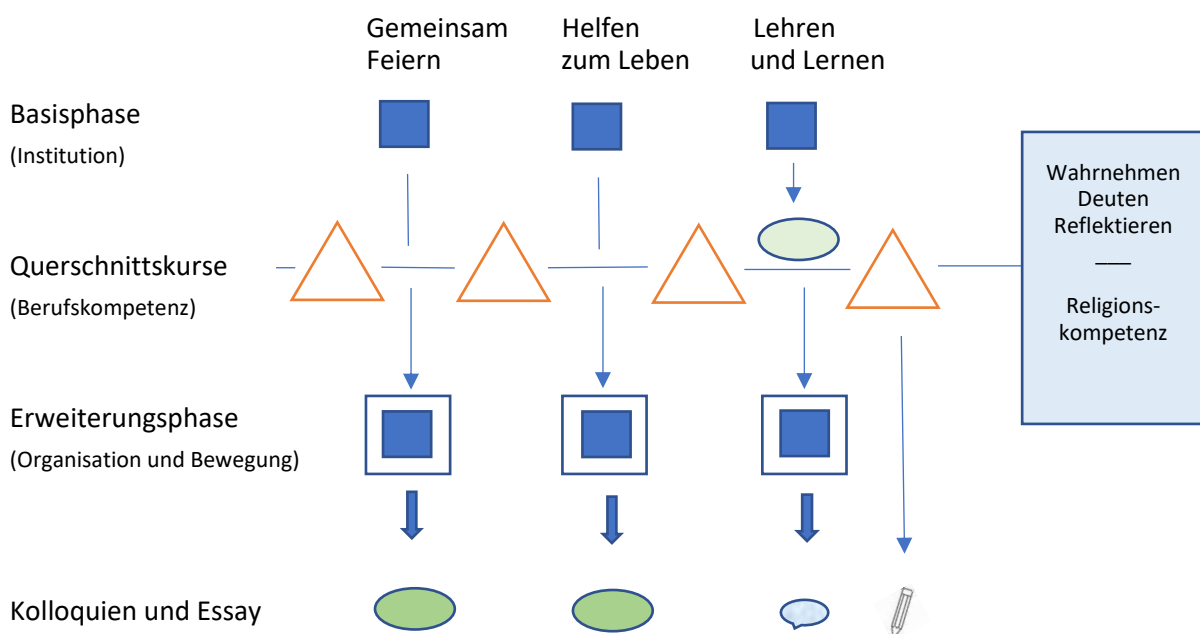 Gemeinsam
Feiern
Helfen
zum Leben
Lehren
und Lernen
Basisphase
(Institution)
Wahrnehmen
Deuten
Reflektieren
Religions-
kompetenz
Querschnittskurse
(Berufskompetenz)
Erweiterungsphase
(Organisation und Bewegung)
Kolloquien und Essay